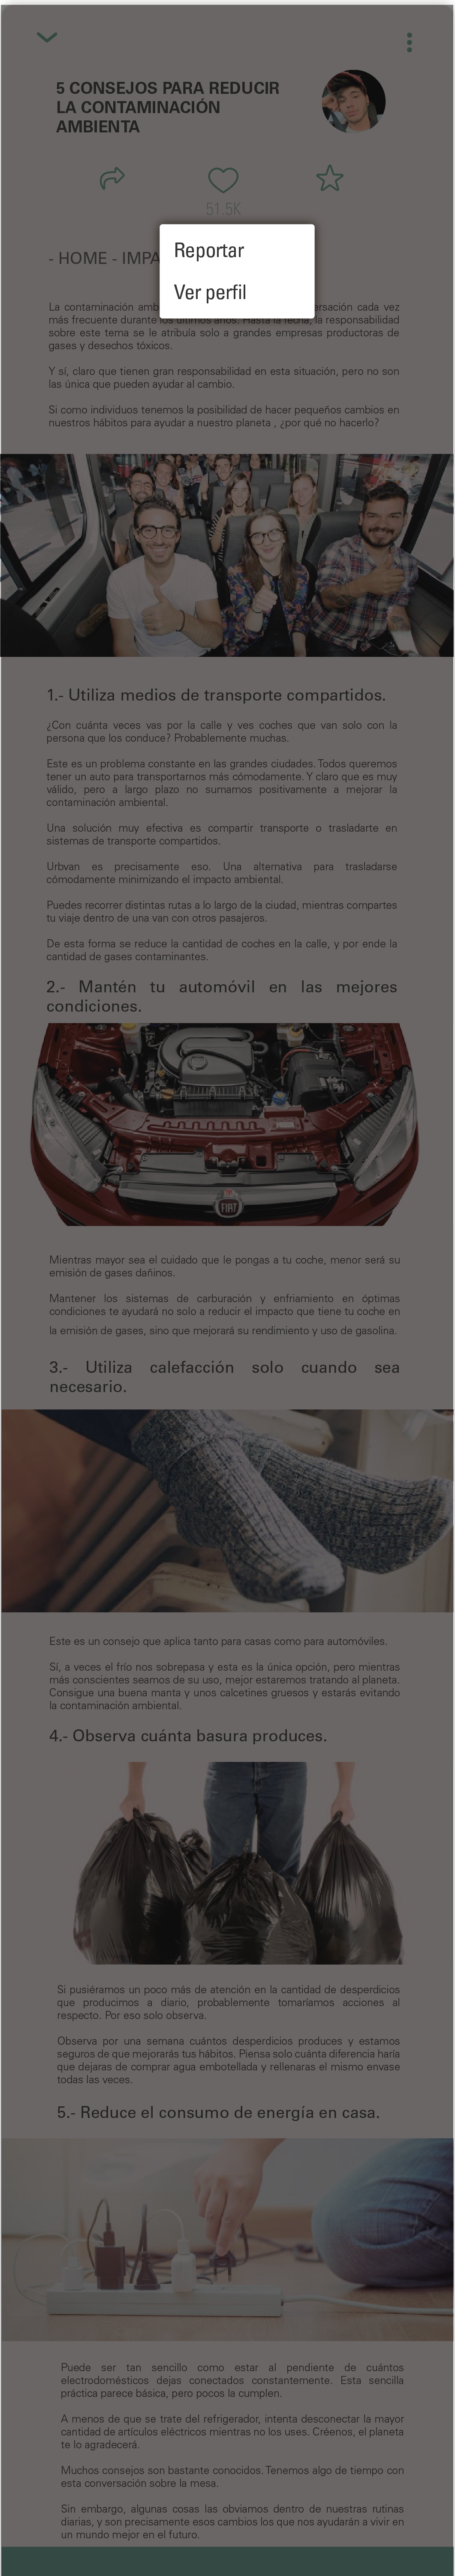 5 CONSEJOS PARA REDUCIR
LA CONTAMINACIÓN
AMBIENTA
51.5K
Reportar
Ver perfil
- HOME - IMPA
La contaminación amb ersación cada vez
más frecuente durante los últimos años. Hasta la fecha, la responsabilidad
sobre este tema se le atribuía solo a grandes empresas productoras de
gases y desechos tóxicos.
Y sí, claro que tienen gran responsabilidad en esta situación, pero no son
las única que pueden ayudar al cambio.
Si como individuos tenemos la posibilidad de hacer pequeños cambios en
nuestros hábitos para ayudar a nuestro planeta , ¿por qué no hacerlo?
1.- Utiliza medios de transporte compartidos.
¿Con cuánta veces vas por la calle y ves coches que van solo con la
persona que los conduce? Probablemente muchas.
Este es un problema constante en las grandes ciudades. Todos queremos
tener un auto para transportarnos más cómodamente. Y claro que es muy
válido, pero a largo plazo no sumamos positivamente a mejorar la
contaminación ambiental.
Una solución muy efectiva es compartir transporte o trasladarte en
sistemas de transporte compartidos.
Urbvan es precisamente eso. Una alternativa para trasladarse
cómodamente minimizando el impacto ambiental.
Puedes recorrer distintas rutas a lo largo de la ciudad, mientras compartes
tu viaje dentro de una van con otros pasajeros.
De esta forma se reduce la cantidad de coches en la calle, y por ende la
cantidad de gases contaminantes.
2.- Mantén tu automóvil en las mejores
condiciones.
FIAT
Mientras mayor sea el cuidado que le pongas a tu coche, menor será su
emisión de gases dañinos.
Mantener los sistemas de carburación y enfriamiento en óptimas
condiciones te ayudará no solo a reducir el impacto que tiene tu coche en
la emisión de gases, sino que mejorará su rendimiento y uso de gasolina.
3.- Utiliza calefacción solo cuando sea
necesario.
Este es un consejo que aplica tanto para casas como para automóviles.
Sí, a veces el frío nos sobrepasa y esta es la única opción, pero mientras
más conscientes seamos de su uso, mejor estaremos tratando al planeta.
Consigue una buena manta y unos calcetines gruesos y estarás evitando
la contaminación ambiental.
4.- Observa cuánta basura produces.
Si pusiéramos un poco más de atención en la cantidad de desperdicios
que producimos a diario, probablemente tomaríamos acciones al
respecto. Por eso solo observa.
Observa por una semana cuántos desperdicios produces y estamos
seguros de que mejorarás tus hábitos. Piensa solo cuánta diferencia haría
que dejaras de comprar agua embotellada y rellenaras el mismo envase
todas las veces.
5.- Reduce el consumo de energía en casa.
Puede ser tan sencillo como estar al pendiente de cuántos
electrodomésticos dejas conectados constantemente. Esta sencilla
práctica parece básica, pero pocos la cumplen.
A menos de que se trate del refrigerador, intenta desconectar la mayor
cantidad de artículos eléctricos mientras no los uses. Créenos, el planeta
te lo agradecerá.
Muchos consejos son bastante conocidos. Tenemos algo de tiempo con
esta conversación sobre la mesa.
Sin embargo, algunas cosas las obviamos dentro de nuestras rutinas
diarias, y son precisamente esos cambios los que nos ayudarán a vivir en
un mundo mejor en el futuro.